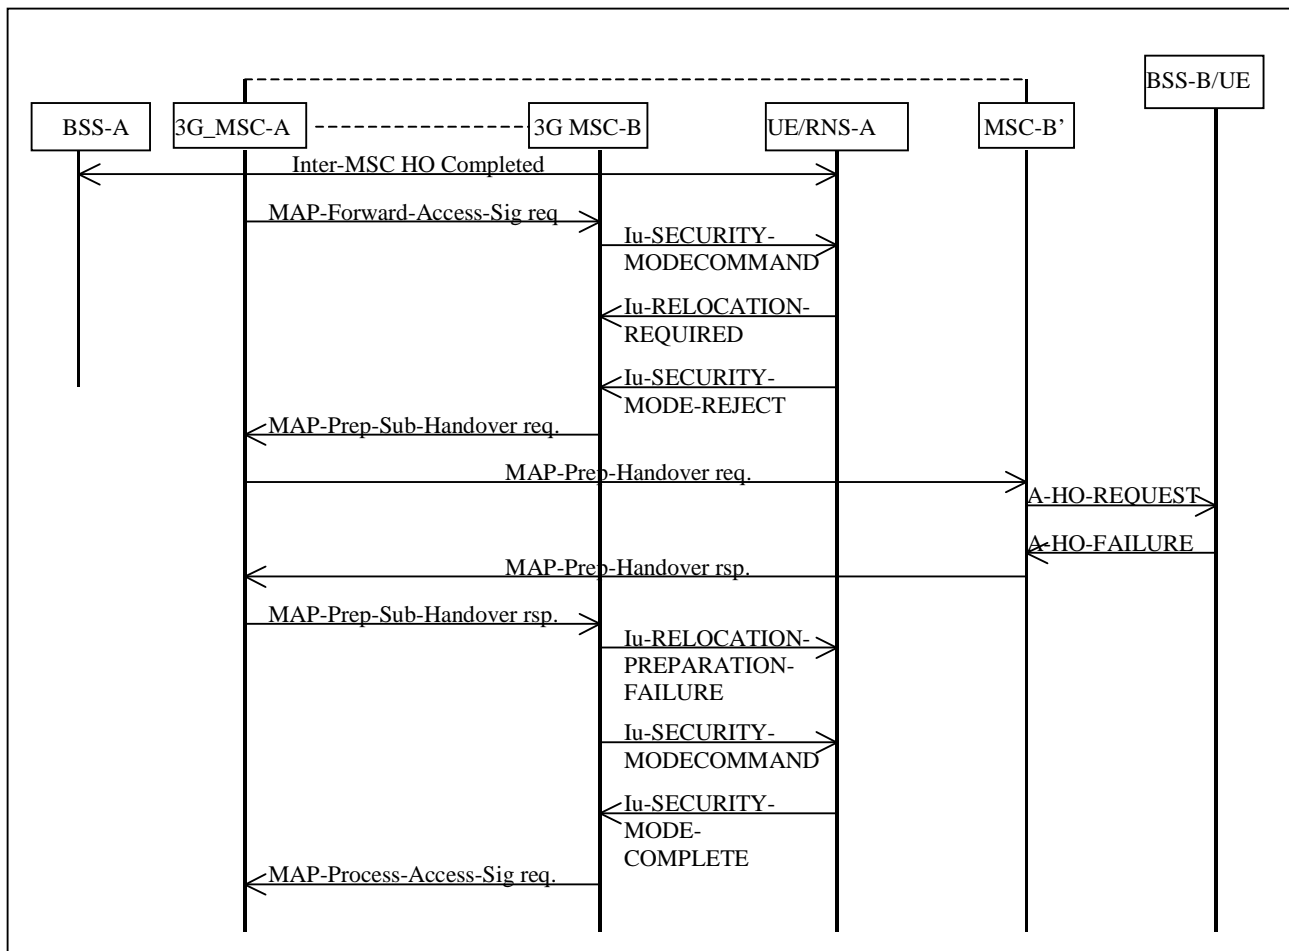 BSS-B/UE
BSS-A
3G_MSC-A
3G MSC-B
UE/RNS-A
MSC-B’
Inter-MSC HO Completed
MAP-Forward-Access-Sig req
Iu-SECURITY-
MODECOMMAND
Iu-RELOCATION-
REQUIRED
Iu-SECURITY-
MODE-REJECT
MAP-Prep-Sub-Handover req.
MAP-Prep-Handover req.
A-HO-REQUEST
A-HO-FAILURE
MAP-Prep-Handover rsp.
MAP-Prep-Sub-Handover rsp.
Iu-RELOCATION-
PREPARATION-
FAILURE
Iu-SECURITY-
MODECOMMAND
Iu-SECURITY-
MODE-
COMPLETE
MAP-Process-Access-Sig req.